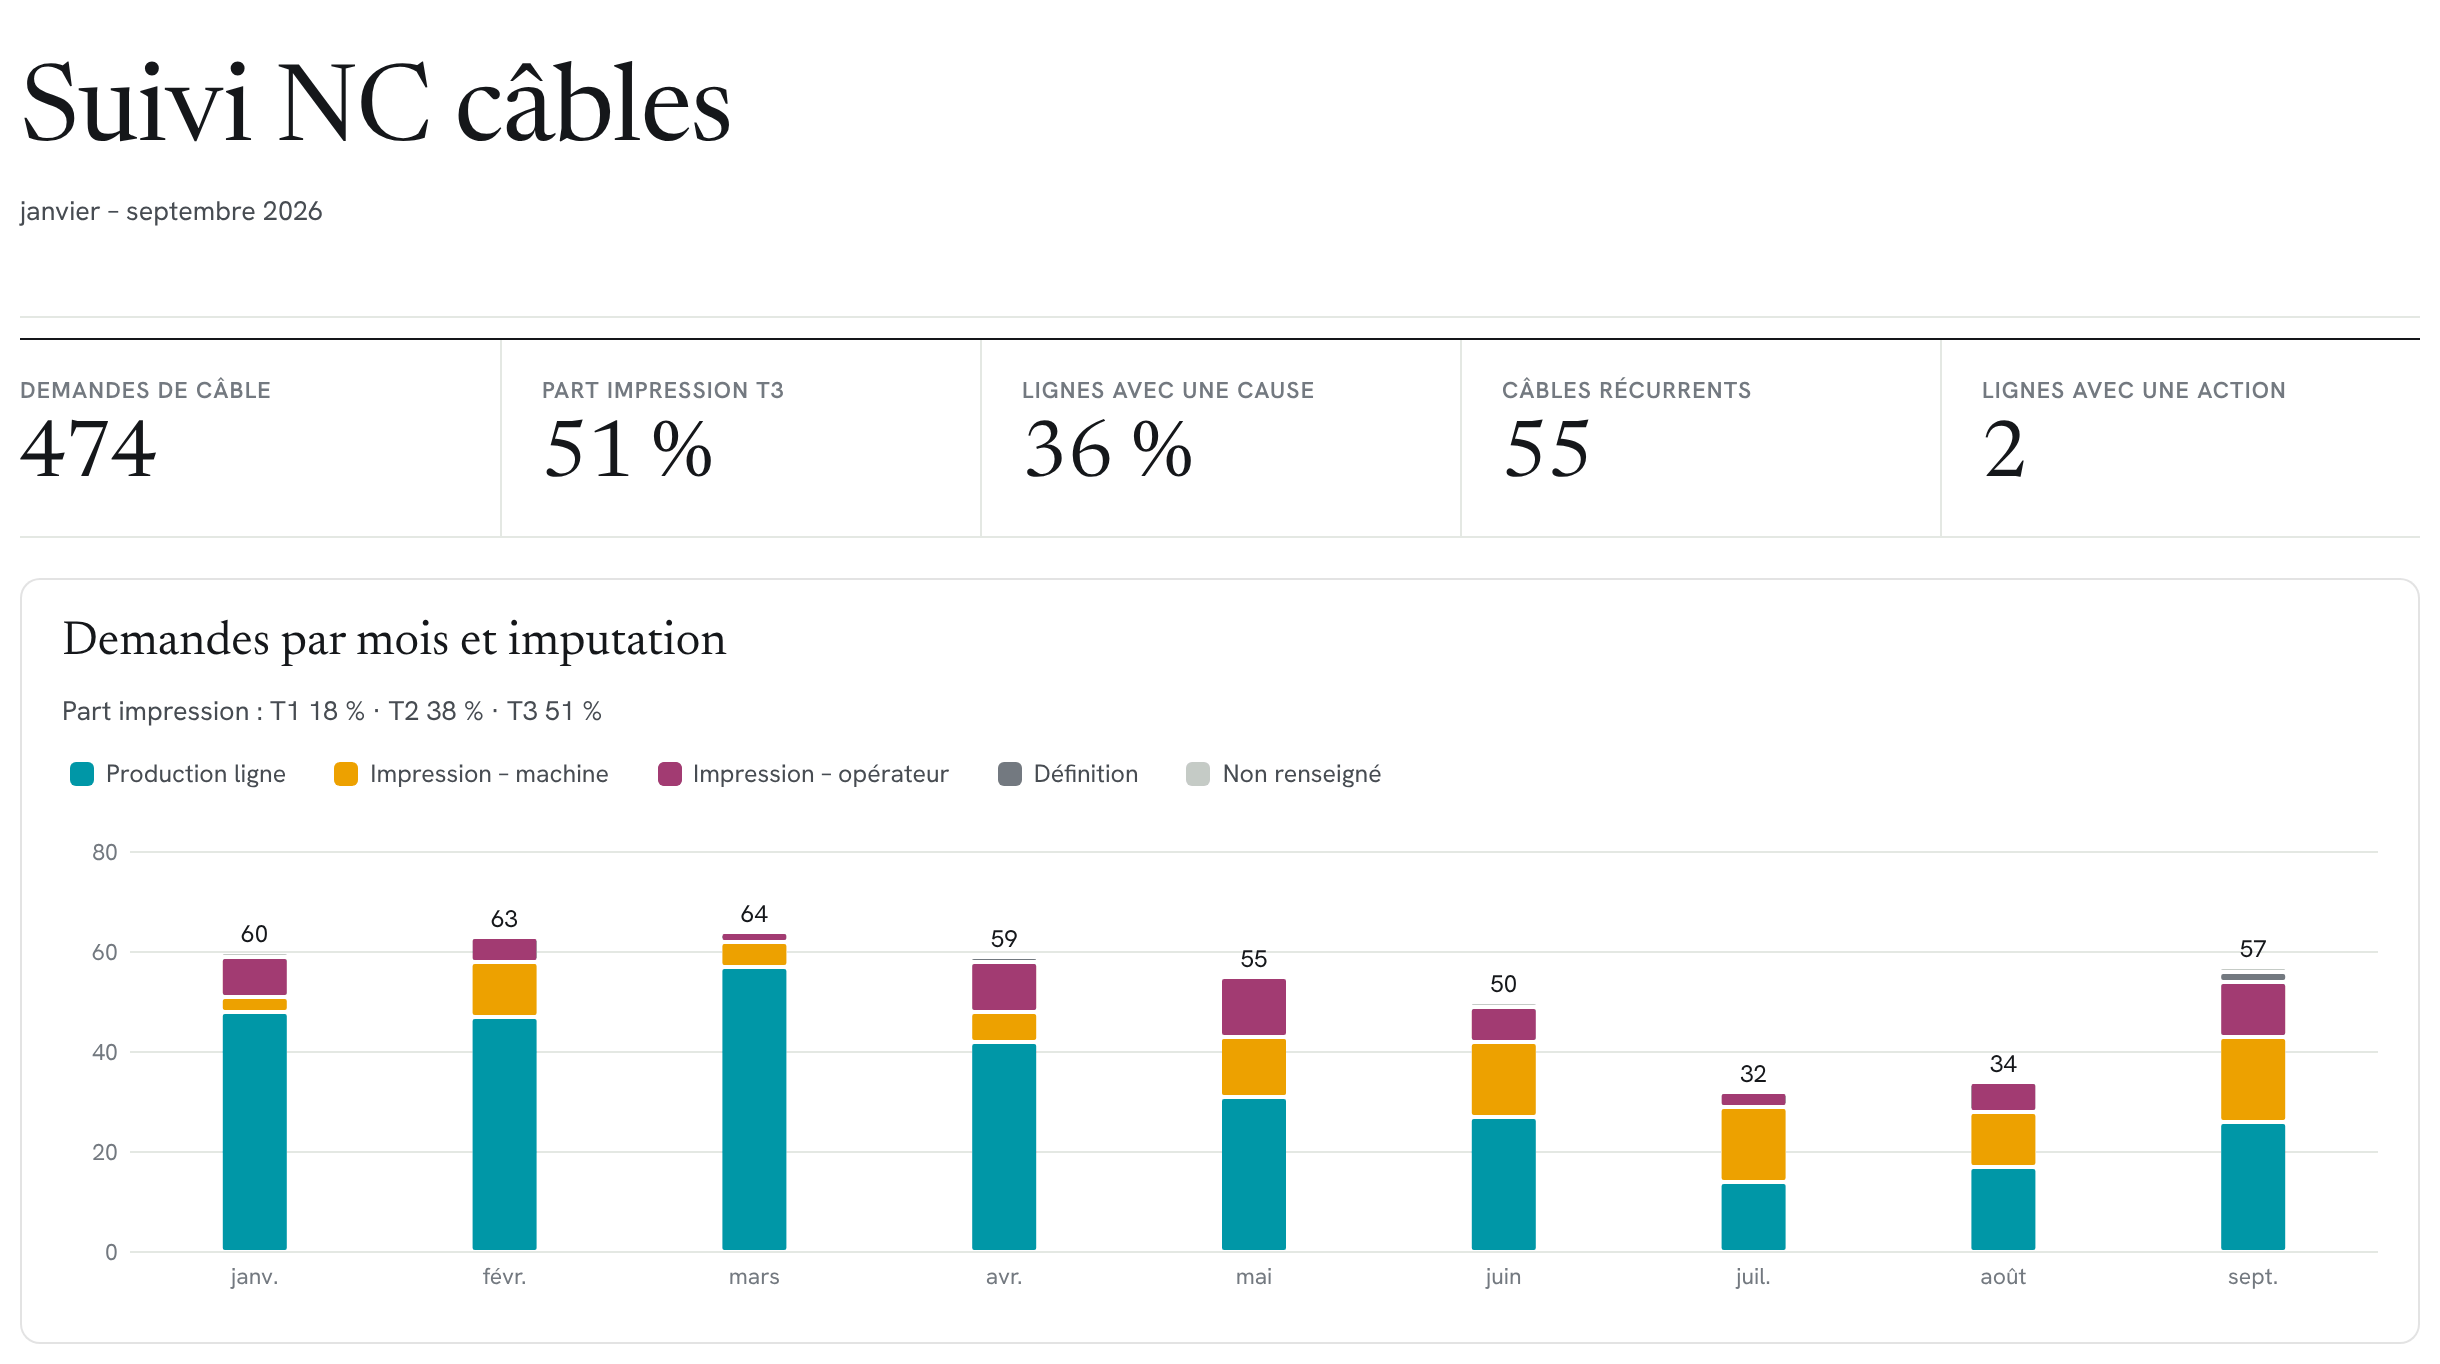 Suivi NC câbles
janvier – septembre 2026
DEMANDES DE CÂBLE
474
PART IMPRESSION T3
51 %
LIGNES AVEC UNE CAUSE
36 %
CÂBLES RÉCURRENTS
55
LIGNES AVEC UNE ACTION
2
Demandes par mois et imputation
Part impression : T1 18 % · T2 38 % · T3 51 %
Production ligne
Impression – machine
Impression – opérateur
Définition
Non renseigné
80
60
40
20
0
60
63
64
59
55
50
32
34
57
janv.
févr.
mars
avr.
mai
juin
juil.
août
sept.